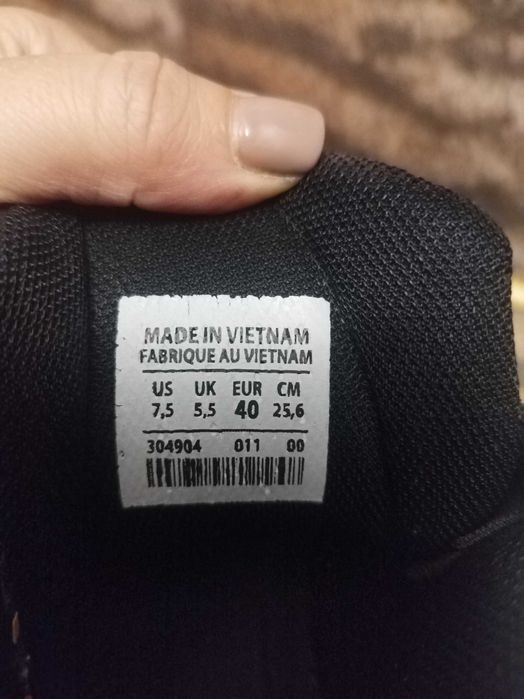 MADE IN VIETNAM
FABRIQUE AU VIETNAM
US UK EUR CM
7,5 5,5 40 25,6
304904 011 00